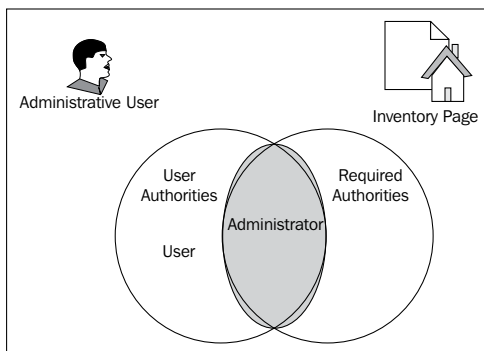 Administrative User
Inventory Page
User
Authorities
User
Administrator
Required
Authorities